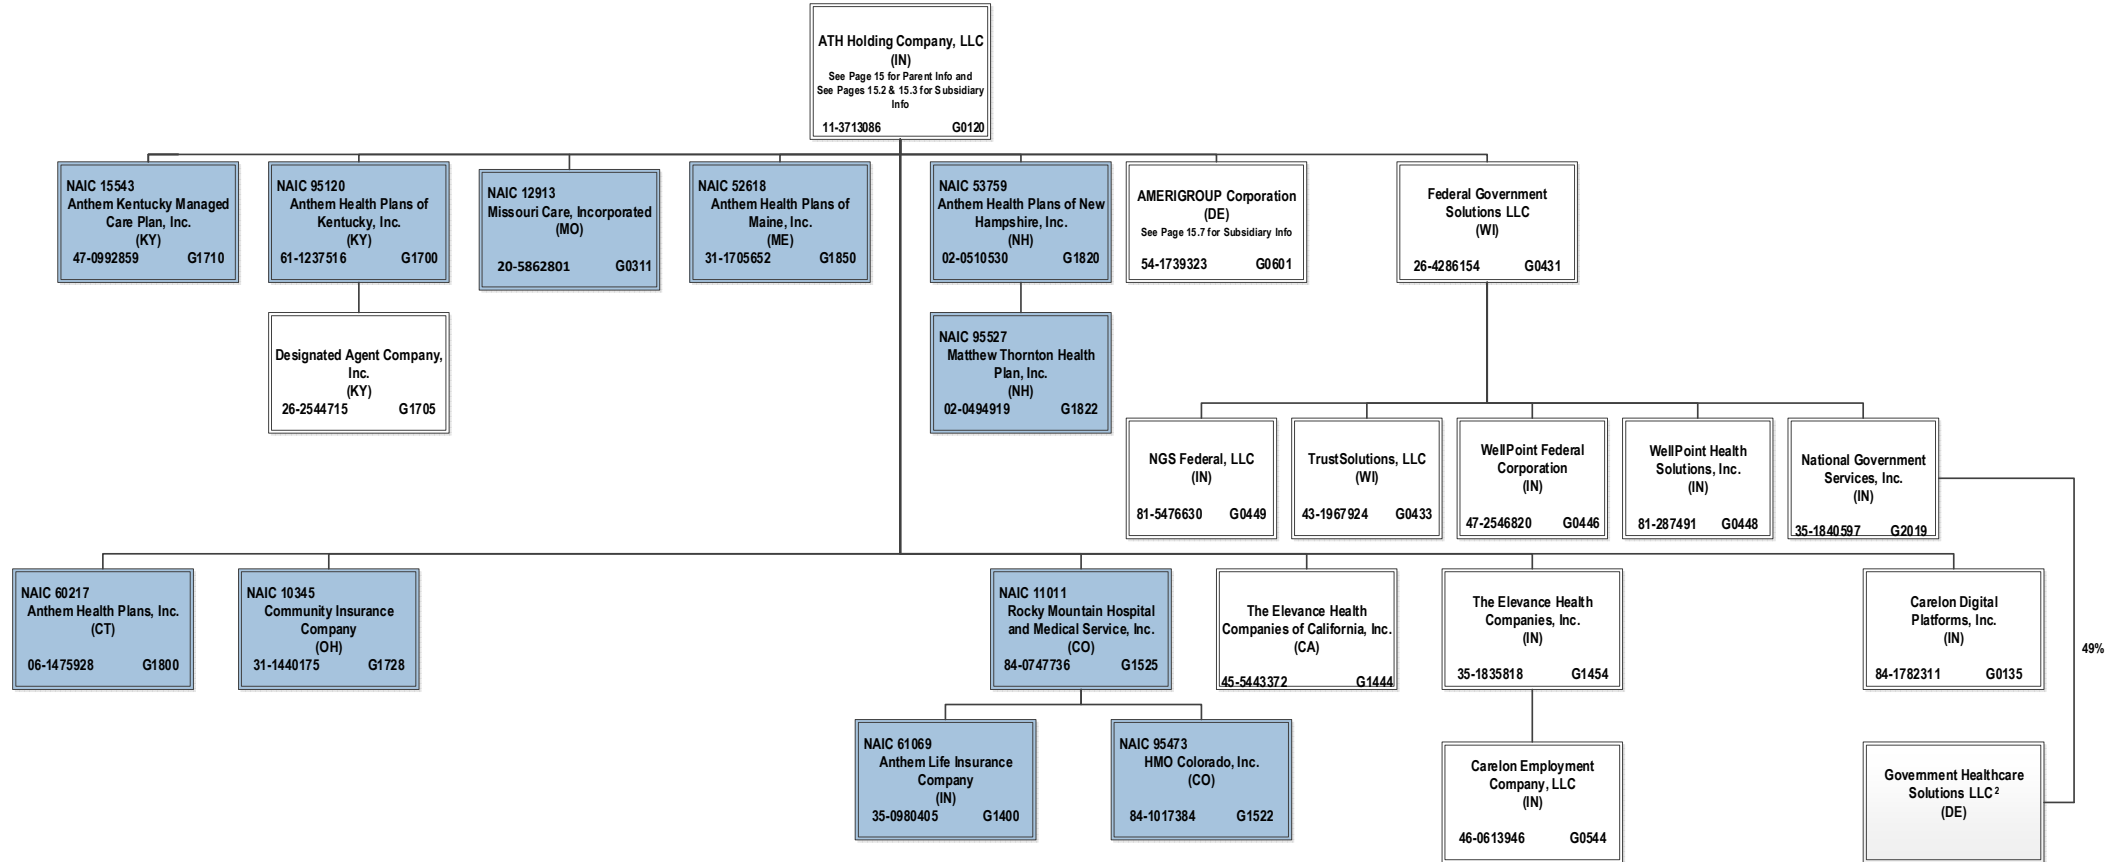 ATH Holding Company, LLC
(IN)
See Page 15 for Parent Info and
See Pages 15.2 & 15.3 for Subsidiary
Info
11-3713086 G0120
NAIC 15543
Anthem Kentucky Managed
Care Plan, Inc.
(KY)
47-0992859 G1710
NAIC 95120
Anthem Health Plans of
Kentucky, Inc.
(KY)
61-1237516 G1700
NAIC 12913
Missouri Care, Incorporated
(MO)
20-5862801 G0311
NAIC 52618
Anthem Health Plans of
Maine, Inc.
(ME)
31-1705652 G1850
NAIC 53759
Anthem Health Plans of New
Hampshire, Inc.
(NH)
02-0510530 G1820
AMERIGROUP Corporation
(DE)
See Page 15.7 for Subsidiary Info
54-1739323 G0601
Federal Government
Solutions LLC
(WI)
26-4286154 G0431
Designated Agent Company,
Inc.
(KY)
26-2544715 G1705
NAIC 95527
Matthew Thornton Health
Plan, Inc.
(NH)
02-0494919 G1822
NGS Federal, LLC
(IN)
81-5476630 G0449
TrustSolutions, LLC
(WI)
43-1967924 G0433
WellPoint Federal
Corporation
(IN)
47-2546820 G0446
WellPoint Health
Solutions, Inc.
(IN)
81-287491 G0448
National Government
Services, Inc.
(IN)
35-1840597 G2019
NAIC 60217
Anthem Health Plans, Inc.
(CT)
06-1475928 G1800
NAIC 10345
Community Insurance
Company
(OH)
31-1440175 G1728
NAIC 11011
Rocky Mountain Hospital
and Medical Service, Inc.
(CO)
84-0747736 G1525
The Elevance Health
Companies of California, Inc.
(CA)
45-5443372 G1444
The Elevance Health
Companies, Inc.
(IN)
35-1835818 G1454
Carelon Digital
Platforms, Inc.
(IN)
84-1782311 G0135
49%
NAIC 61069
Anthem Life Insurance
Company
(IN)
35-0980405 G1400
NAIC 95473
HMO Colorado, Inc.
(CO)
84-1017384 G1522
Carelon Employment
Company, LLC
(IN)
46-0613946 G0544
Government Healthcare
Solutions LLC²
(DE)